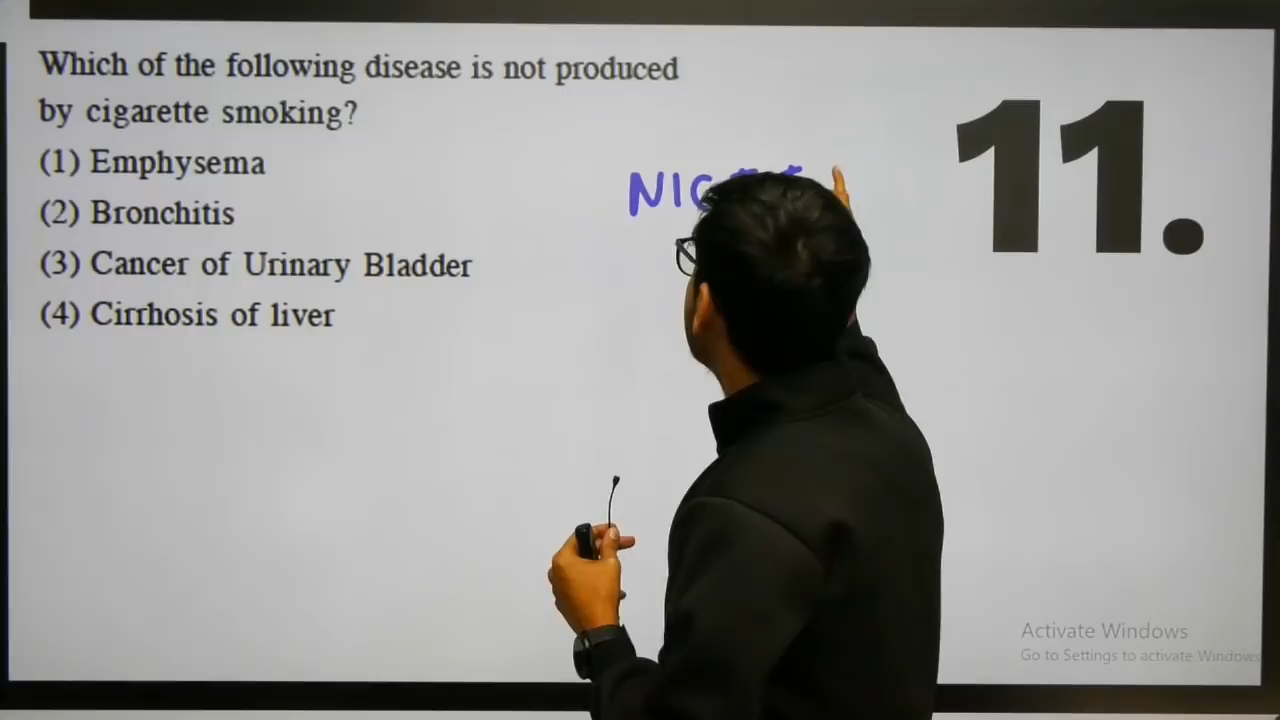 Which of the following disease is not produced
by cigarette smoking?
(1) Emphysema
(2) Bronchitis
(3) Cancer of Urinary Bladder
(4) Cirrhosis of liver
11.
Activate Windows
Go to Settings to activate Windows